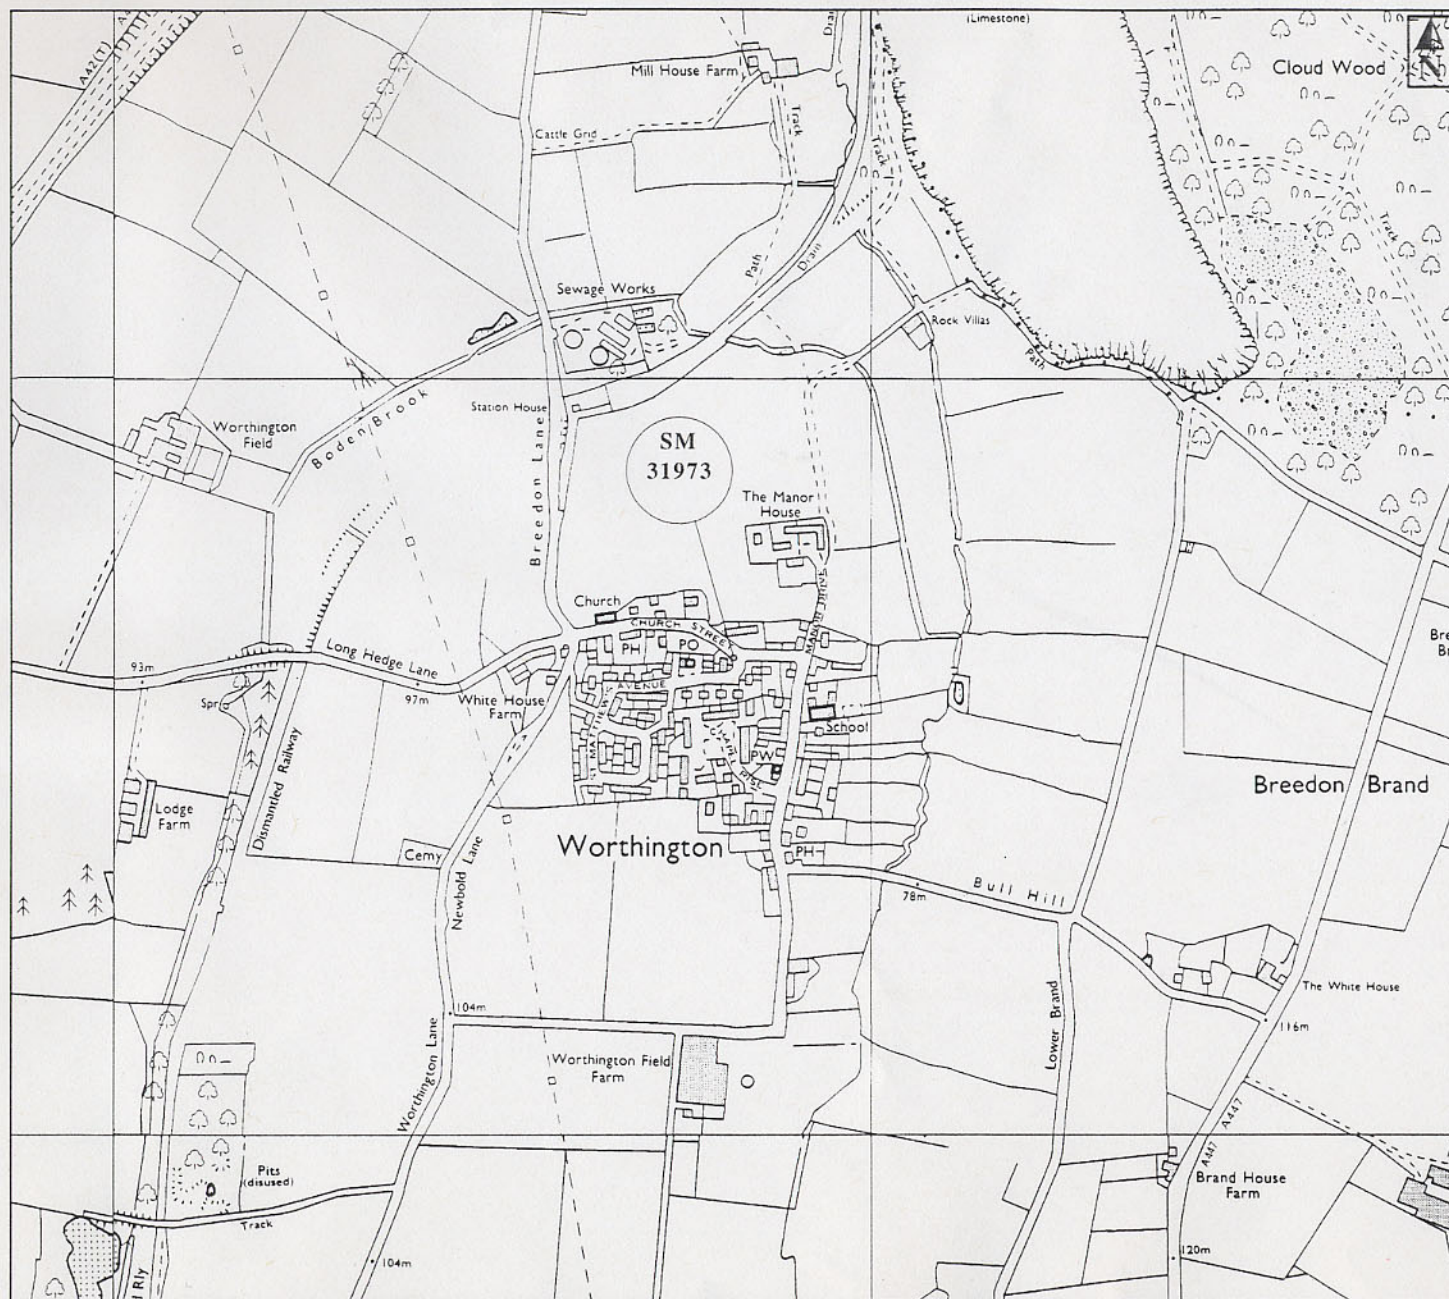 A42(T)
(Limestone)
Drain
N
Cloud Wood
Mill House Farm
Track
Cattle Grid
Track
Track
Path
Drain
Sewage Works
Rock Villas
Path
Station House
Worthington
Field
Boden Brook
Breedon Lane
SM
31973
The Manor
House
MANOR DRIVE
Church
CHURCH STREET
PH
PO
Long Hedge Lane
93m
97m
Spr
White House
Farm
ST MATTHEWS AVENUE
School
PW
Breedon Brand
Dismantled Railway
Lodge
Farm
Cemy
Newbold Lane
Worthington
PH
Bull Hill
78m
The White House
116m
Lower Brand
104m
Worthington Lane
Worthington Field
Farm
A447
A447
Pits
(disused)
Track
Brand House
Farm
120m
104m
Rly